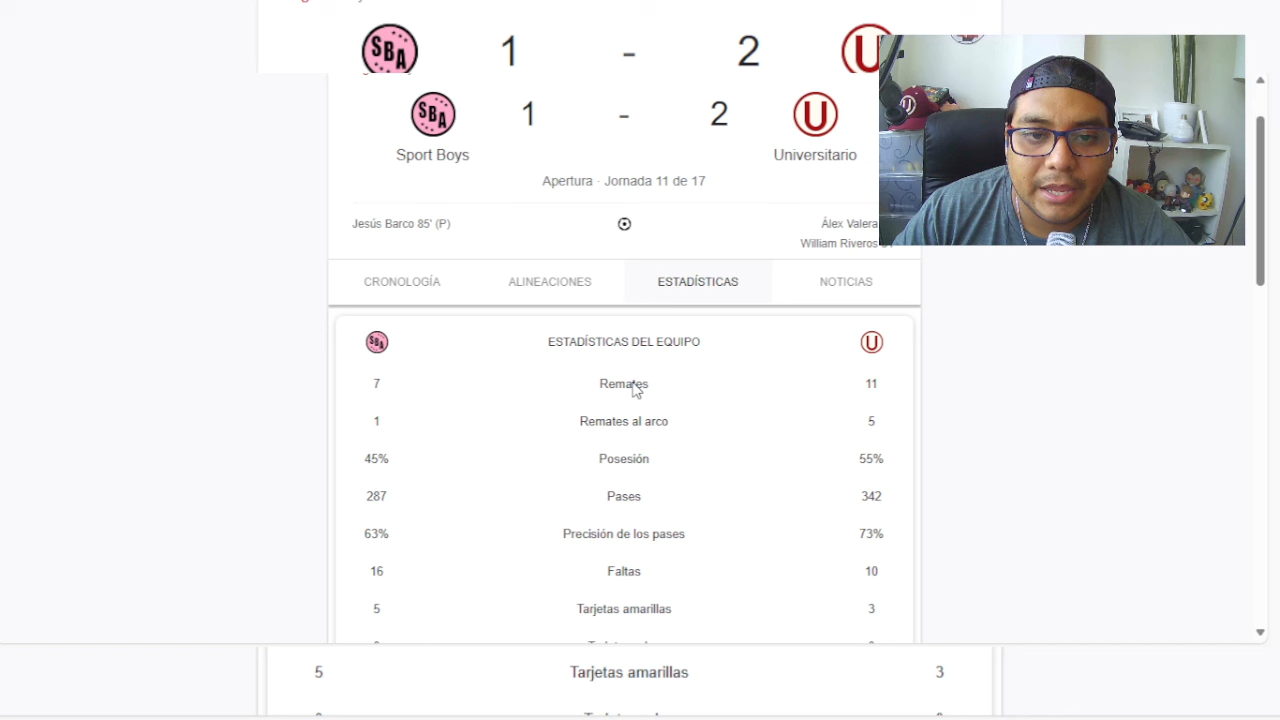 SBA 1 - 2 U
SBA 1 - 2 U
Sport Boys Universitario
Apertura · Jornada 11 de 17
Jesús Barco 85' (P) Álex Valera
William Riveros
CRONOLOGÍA ALINEACIONES ESTADÍSTICAS NOTICIAS
SBA ESTADÍSTICAS DEL EQUIPO U
7 Remates 11
1 Remates al arco 5
45% Posesión 55%
287 Pases 342
63% Precisión de los pases 73%
16 Faltas 10
5 Tarjetas amarillas 3
5 Tarjetas amarillas 3